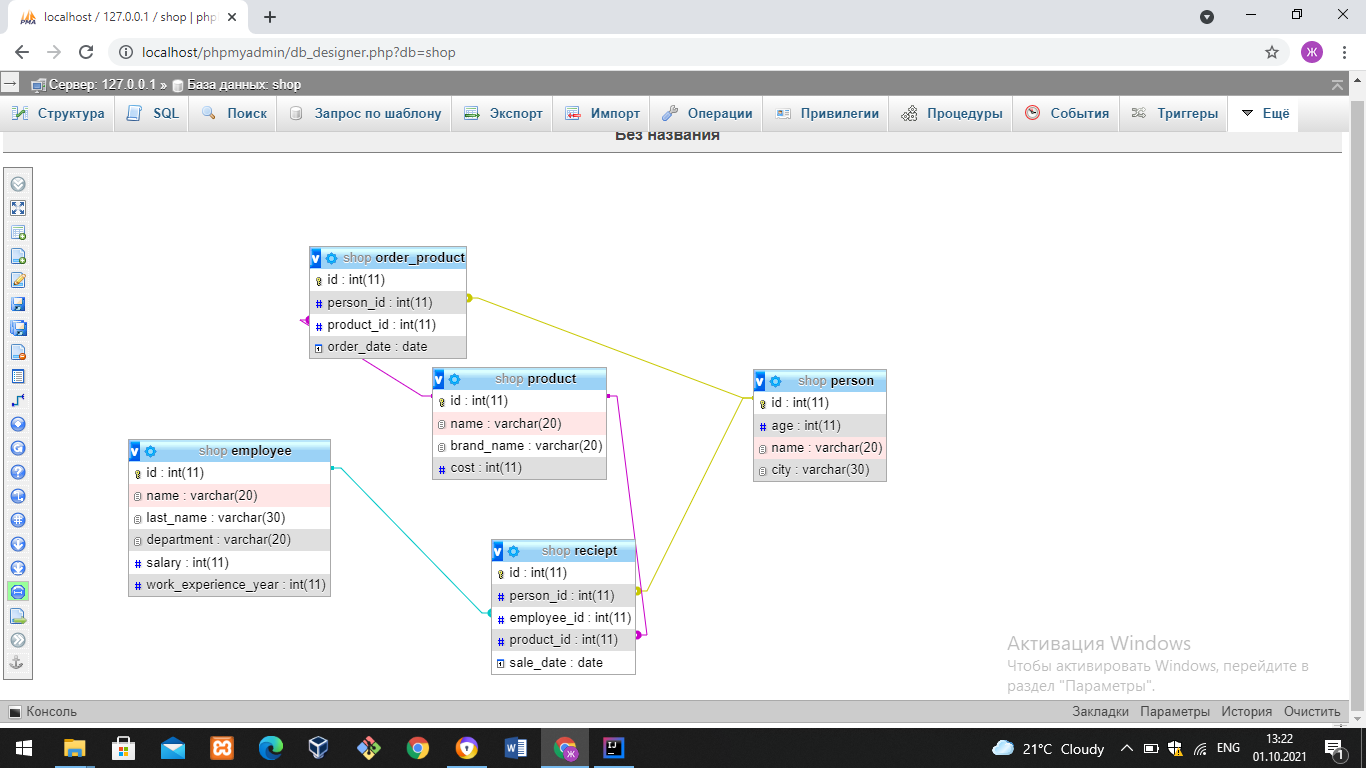 localhost / 127.0.0.1 / shop | php
localhost/phpmyadmin/db_designer.php?db=shop
Ж
Сервер: 127.0.0.1 » База данных: shop
Структура SQL Поиск Запрос по шаблону Экспорт Импорт Операции Привилегии Процедуры События Триггеры Ещё
Без названия
shop order_product
id : int(11)
person_id : int(11)
product_id : int(11)
order_date : date
shop product
id : int(11)
name : varchar(20)
brand_name : varchar(20)
cost : int(11)
shop person
id : int(11)
age : int(11)
name : varchar(20)
city : varchar(30)
shop employee
id : int(11)
name : varchar(20)
last_name : varchar(30)
department : varchar(20)
salary : int(11)
work_experience_year : int(11)
shop reciept
id : int(11)
person_id : int(11)
employee_id : int(11)
product_id : int(11)
sale_date : date
Активация Windows
Чтобы активировать Windows, перейдите в
раздел "Параметры".
Консоль Закладки Параметры История Очистить
21°C Cloudy ENG 13:22
01.10.2021